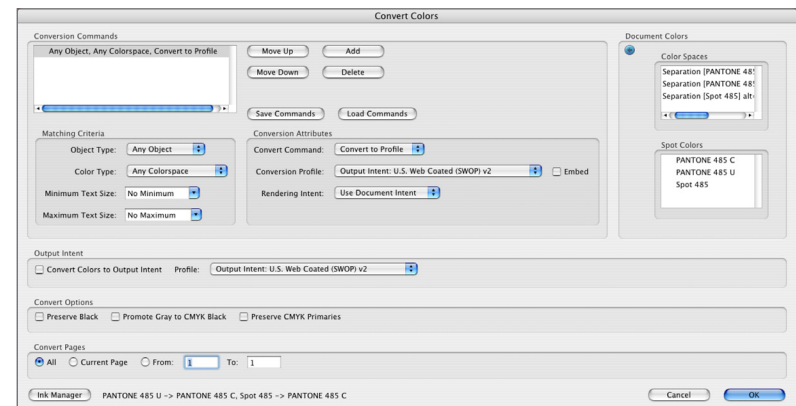 Convert Colors
Conversion Commands
Any Object, Any Colorspace, Convert to Profile
Move Up
Add
Move Down
Delete
Save Commands
Load Commands
Matching Criteria
Object Type: Any Object
Color Type: Any Colorspace
Minimum Text Size: No Minimum
Maximum Text Size: No Maximum
Conversion Attributes
Convert Command: Convert to Profile
Conversion Profile: Output Intent: U.S. Web Coated (SWOP) v2 Embed
Rendering Intent: Use Document Intent
Document Colors
Color Spaces
Separation [PANTONE 485
Separation [PANTONE 485
Separation [Spot 485] alt
Spot Colors
PANTONE 485 C
PANTONE 485 U
Spot 485
Output Intent
Convert Colors to Output Intent Profile: Output Intent: U.S. Web Coated (SWOP) v2
Convert Options
Preserve Black Promote Gray to CMYK Black Preserve CMYK Primaries
Convert Pages
All Current Page From: 1 To: 1
Ink Manager PANTONE 485 U -> PANTONE 485 C, Spot 485 -> PANTONE 485 C
Cancel OK